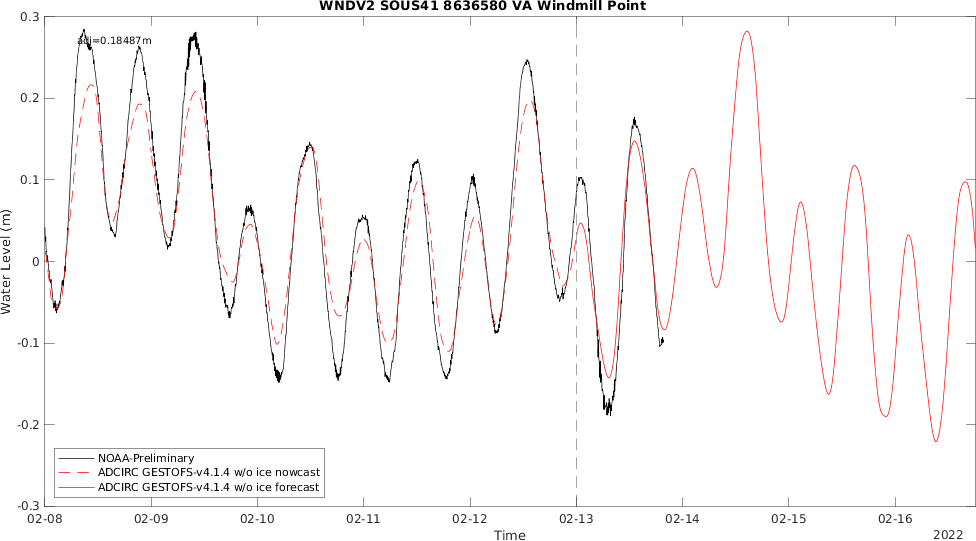 WNDV2 SOUS41 8636580 VA Windmill Point
adj=0.18487m
0.3
0.2
0.1
0
-0.1
-0.2
-0.3
Water Level (m)
NOAA-Preliminary
ADCIRC GESTOFS-v4.1.4 w/o ice nowcast
ADCIRC GESTOFS-v4.1.4 w/o ice forecast
02-08 02-09 02-10 02-11 02-12 02-13 02-14 02-15 02-16
Time
2022